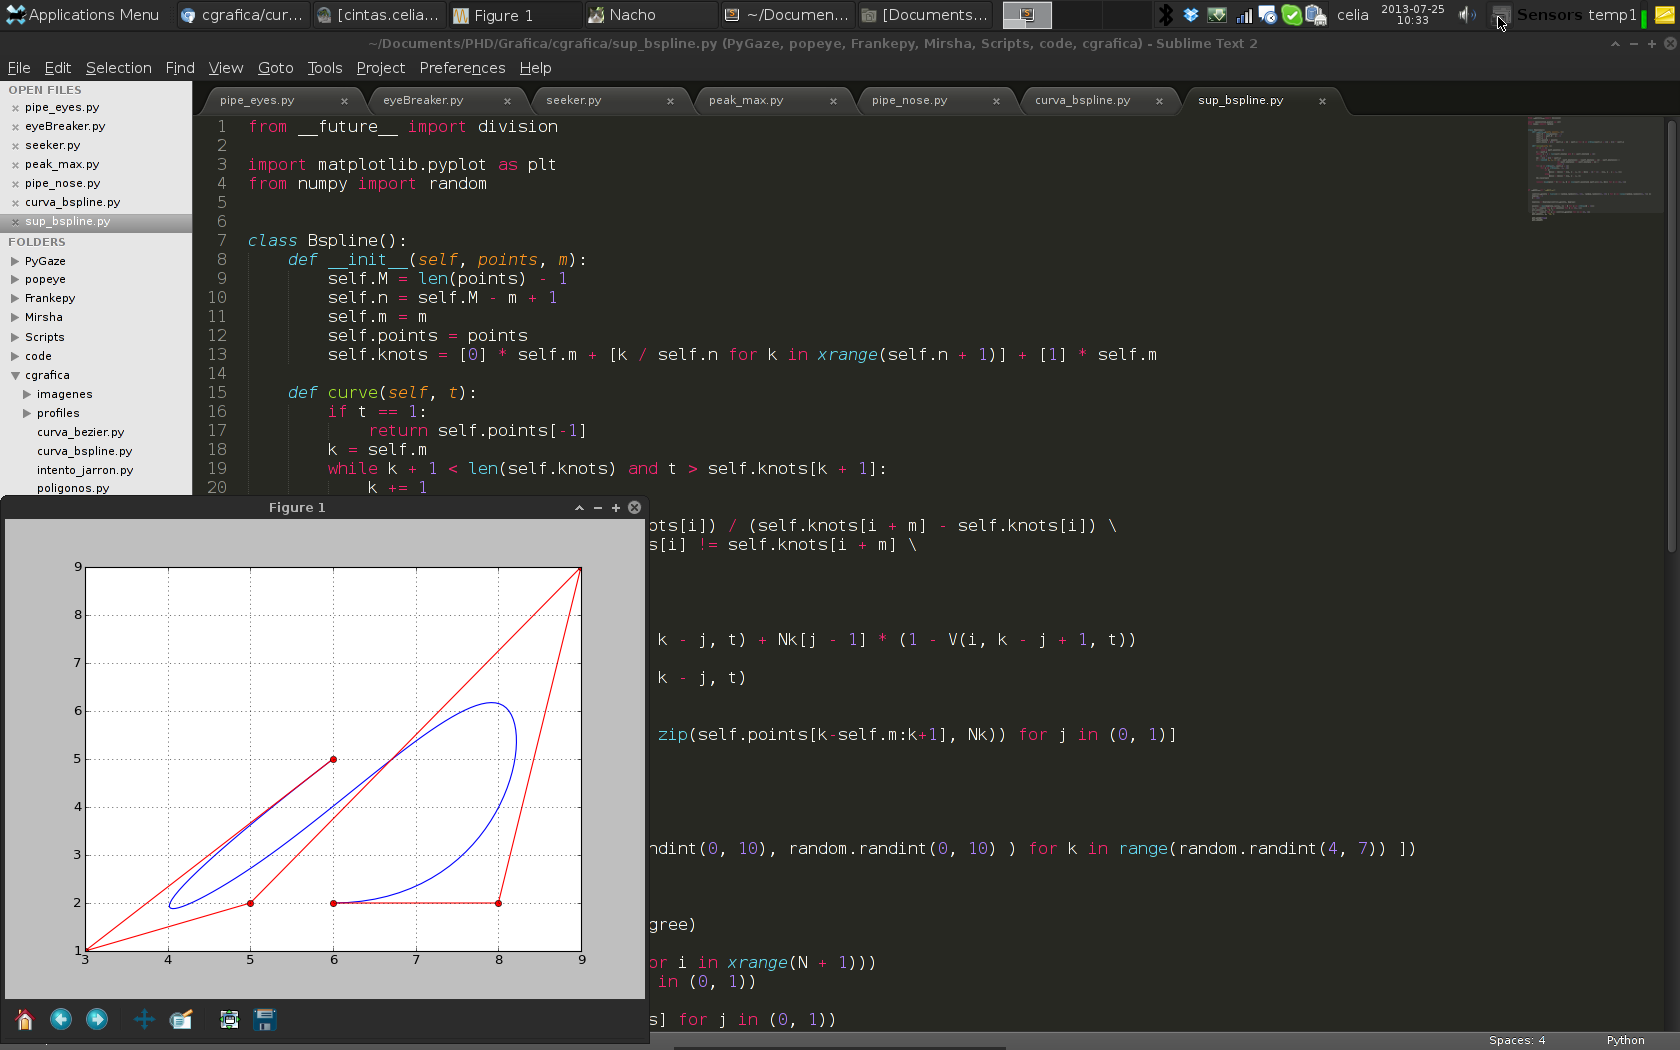 Applications Menu
cgrafica/cur...
[cintas.celia...
Figure 1
Nacho
~/Documen...
[Documents...
celia
2013-07-25
10:33
Sensors temp1
~/Documents/PHD/Grafica/cgrafica/sup_bspline.py (PyGaze, popeye, Frankepy, Mirsha, Scripts, code, cgrafica) - Sublime Text 2
File Edit Selection Find View Goto Tools Project Preferences Help
OPEN FILES
pipe_eyes.py
eyeBreaker.py
seeker.py
peak_max.py
pipe_nose.py
curva_bspline.py
sup_bspline.py
FOLDERS
PyGaze
popeye
Frankepy
Mirsha
Scripts
code
cgrafica
imagenes
profiles
curva_bezier.py
curva_bspline.py
intento_jarron.py
poligonos.py
pipe_eyes.py eyeBreaker.py seeker.py peak_max.py pipe_nose.py curva_bspline.py sup_bspline.py
1 from __future__ import division
2
3 import matplotlib.pyplot as plt
4 from numpy import random
5
6
7 class Bspline():
8 def __init__(self, points, m):
9 self.M = len(points) - 1
10 self.n = self.M - m + 1
11 self.m = m
12 self.points = points
13 self.knots = [0] * self.m + [k / self.n for k in xrange(self.n + 1)] + [1] * self.m
14
15 def curve(self, t):
16 if t == 1:
17 return self.points[-1]
18 k = self.m
19 while k + 1 < len(self.knots) and t > self.knots[k + 1]:
20 k += 1
ots[i]) / (self.knots[i + m] - self.knots[i]) \
s[i] != self.knots[i + m] \
k - j, t) + Nk[j - 1] * (1 - V(i, k - j + 1, t))
k - j, t)
zip(self.points[k-self.m:k+1], Nk)) for j in (0, 1)]
ndint(0, 10), random.randint(0, 10) ) for k in range(random.randint(4, 7)) ])
gree)
or i in xrange(N + 1)))
in (0, 1))
s] for j in (0, 1))
Figure 1
9
8
7
6
5
4
3
2
1
3 4 5 6 7 8 9
Spaces: 4 Python